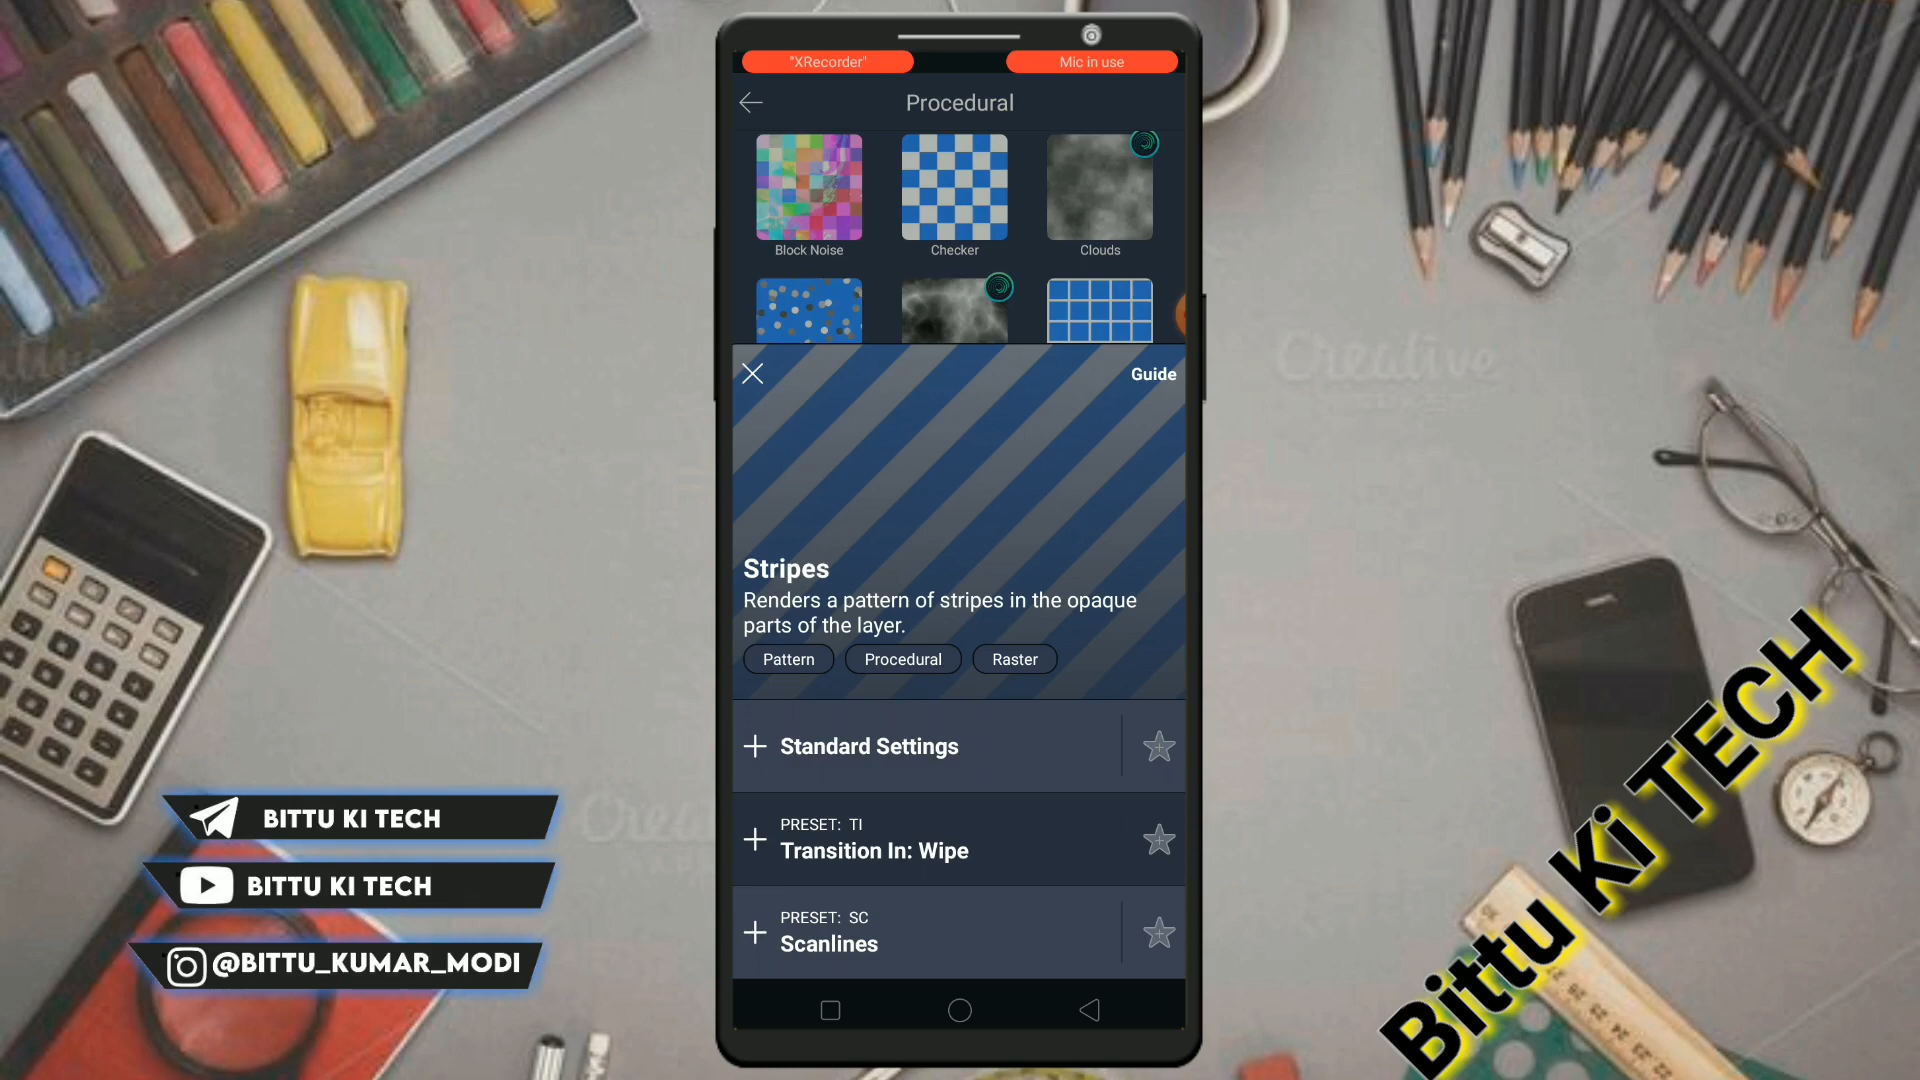 "XRecorder"
Mic in use
Procedural
Block Noise
Checker
Clouds
Guide
Creative
Stripes
Renders a pattern of stripes in the opaque
parts of the layer.
Pattern
Procedural
Raster
Standard Settings
PRESET: TI
Transition In: Wipe
PRESET: SC
Scanlines
BITTU KI TECH
BITTU KI TECH
@BITTU_KUMAR_MODI
Bittu Ki TECH